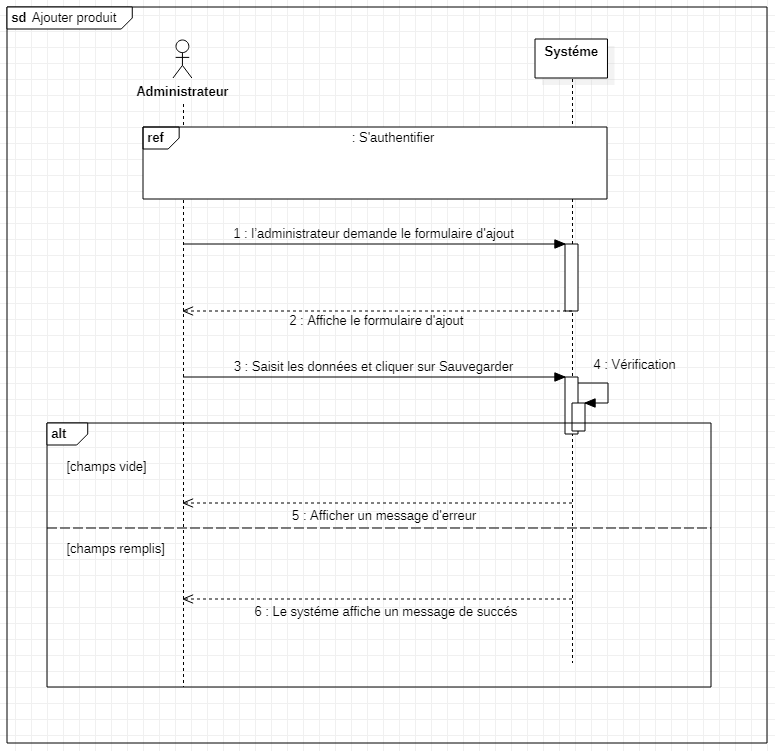 sd Ajouter produit
Systéme
Administrateur
ref
: S'authentifier
1 : l'administrateur demande le formulaire d'ajout
2 : Affiche le formulaire d'ajout
3 : Saisit les données et cliquer sur Sauvegarder
4 : Vérification
alt
[champs vide]
5 : Afficher un message d'erreur
[champs remplis]
6 : Le systéme affiche un message de succés